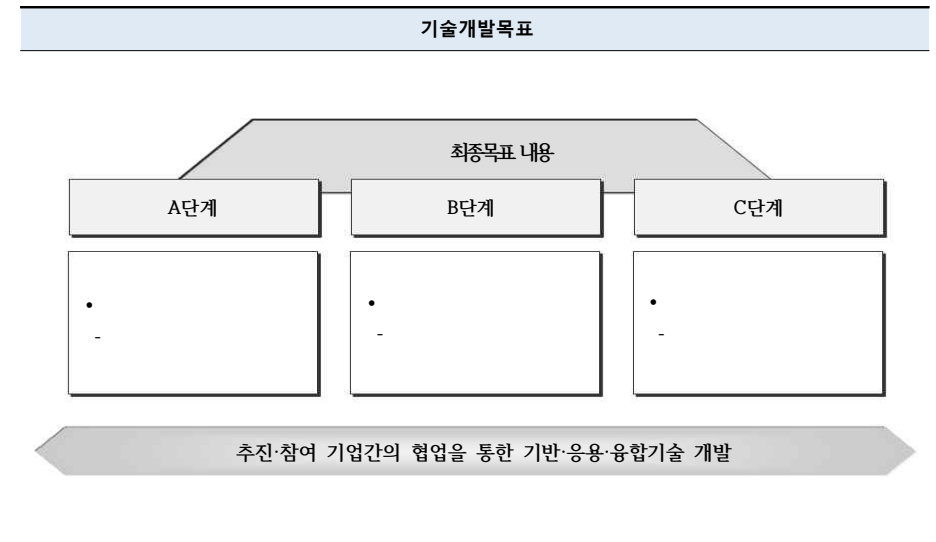 기술개발목표
최종목표 내용
A단계
B단계
C단계
•
-
•
-
•
-
추진·참여 기업간의 협업을 통한 기반·응용·융합기술 개발